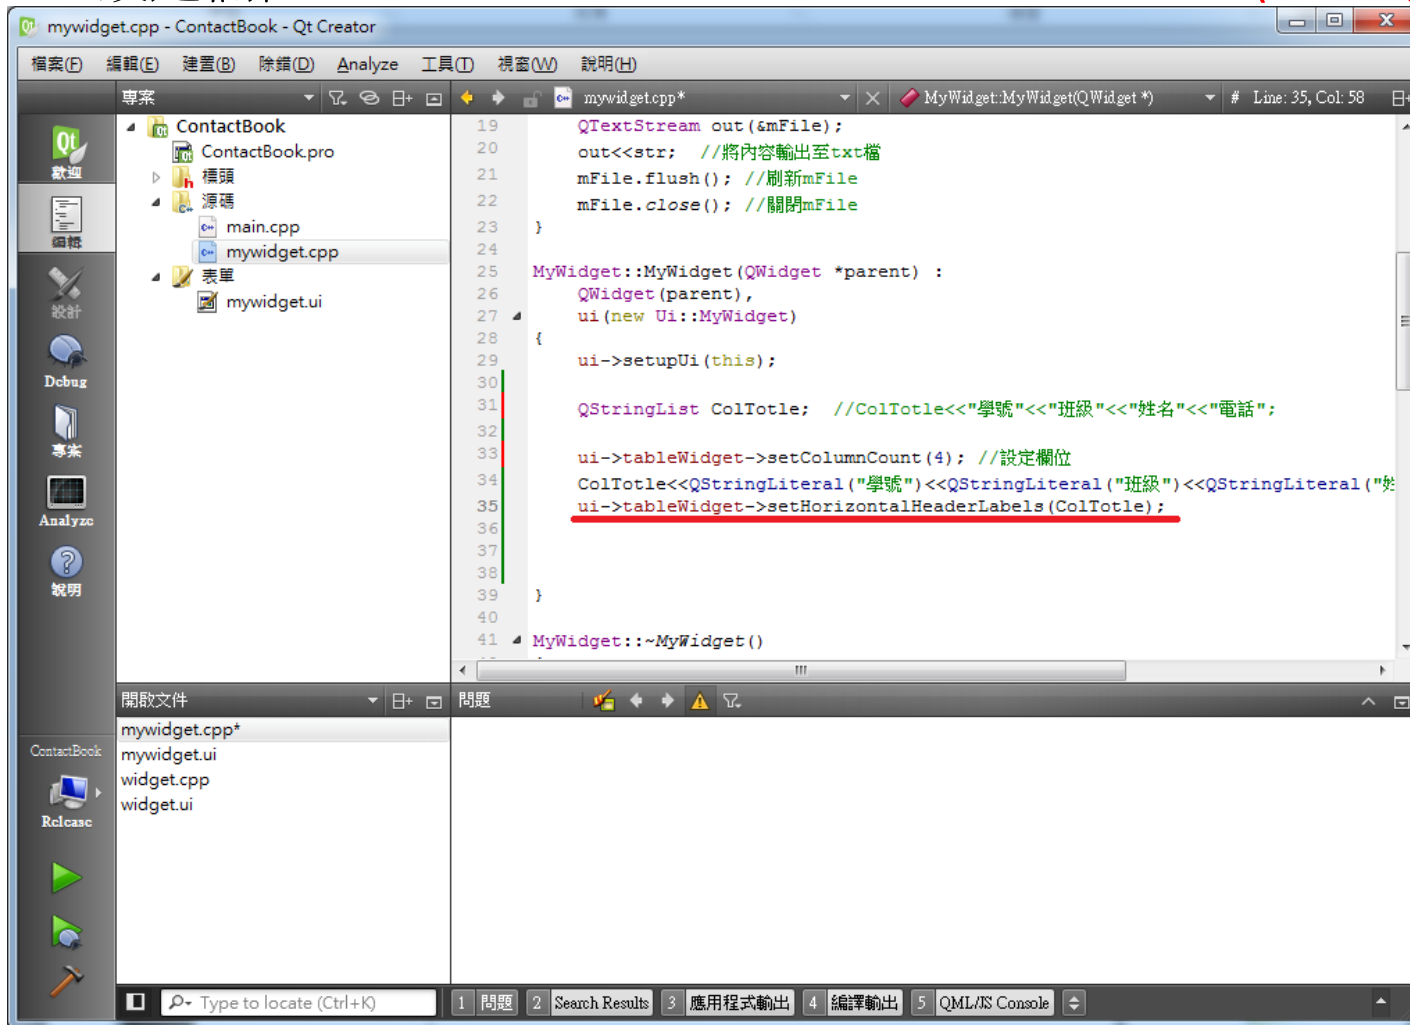 mywidget.cpp - ContactBook - Qt Creator
檔案(F) 編輯(E) 建置(B) 除錯(D) Analyze 工具(T) 視窗(W) 說明(H)
專案
mywidget.cpp*
MyWidget::MyWidget(QWidget *)
# Line: 35, Col: 58
歡迎
編輯
設計
Debug
專案
Analyze
說明
ContactBook
Release
ContactBook
ContactBook.pro
標頭
源碼
main.cpp
mywidget.cpp
表單
mywidget.ui
19 QTextStream out(&mFile);
20 out<<str; //將內容輸出至txt檔
21 mFile.flush(); //刷新mFile
22 mFile.close(); //關閉mFile
23 }
24
25 MyWidget::MyWidget(QWidget *parent) :
26 QWidget(parent),
27 ui(new Ui::MyWidget)
28 {
29 ui->setupUi(this);
30
31 QStringList ColTotle; //ColTotle<<"學號"<<"班級"<<"姓名"<<"電話";
32
33 ui->tableWidget->setColumnCount(4); //設定欄位
34 ColTotle<<QStringLiteral("學號")<<QStringLiteral("班級")<<QStringLiteral("姓
35 ui->tableWidget->setHorizontalHeaderLabels(ColTotle);
36
37
38
39 }
40
41 MyWidget::~MyWidget()
開啟文件
mywidget.cpp*
mywidget.ui
widget.cpp
widget.ui
問題
Type to locate (Ctrl+K)
1 問題 2 Search Results 3 應用程式輸出 4 編譯輸出 5 QML/JS Console